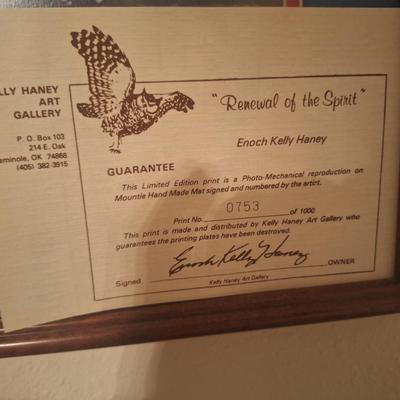 LLY HANEY
ART
GALLERY
P. O. Box 103
214 E. Oak
aminole, OK 74868
(405) 382-3915
"Renewal of the Spirit"
Enoch Kelly Haney
GUARANTEE
This Limited Edition print is a Photo-Mechanical reproduction on
Mountie Hand Made Mat signed and numbered by the artirt.
Print No. 0753 of 1000
This print is made and distributed by Kelly Haney Art Gallery who
guarantees the printing plates have been destroyed.
Enoch Kelly Haney
Signed OWNER
Kelly Haney Art Gallery